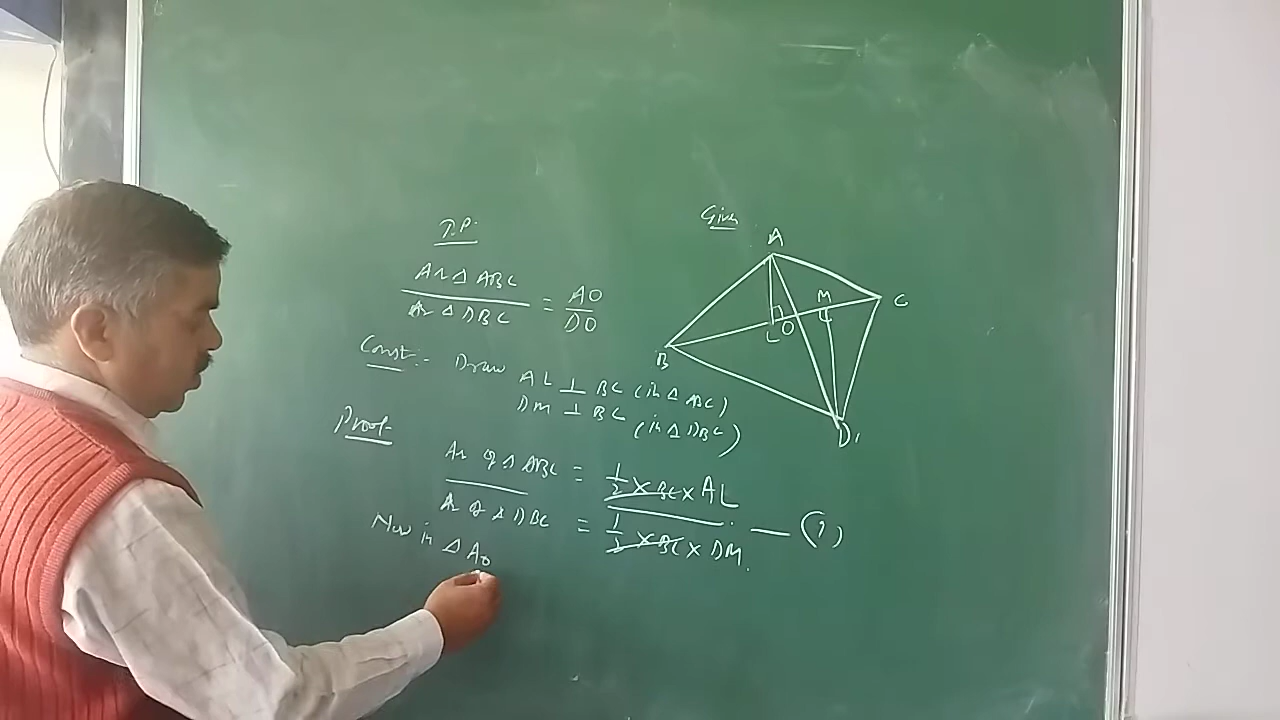 T.P.
Ar △ ABC
Ar △ DBC
= AO
DO
Const:- Draw AL ⊥ BC (in △ ABC)
DM ⊥ BC (in △ DBC)
Proof-
Ar of △ ABC = 1/2 × BC × AL
Ar of △ DBC = 1/2 × BC × DM. — (1)
Now in △ AO
Given
A
M
C
L O
B
D